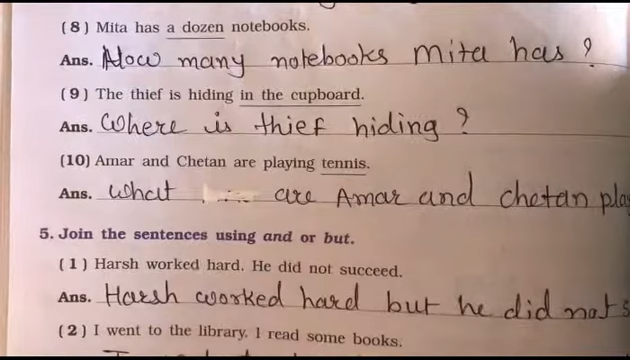 (8) Mita has a dozen notebooks.
Ans. How many notebooks Mita has?
(9) The thief is hiding in the cupboard.
Ans. Where is thief hiding?
(10) Amar and Chetan are playing tennis.
Ans. What are Amar and Chetan play
5. Join the sentences using and or but.
(1) Harsh worked hard. He did not succeed.
Ans. Harsh worked hard but he did not s
(2) I went to the library. I read some books.